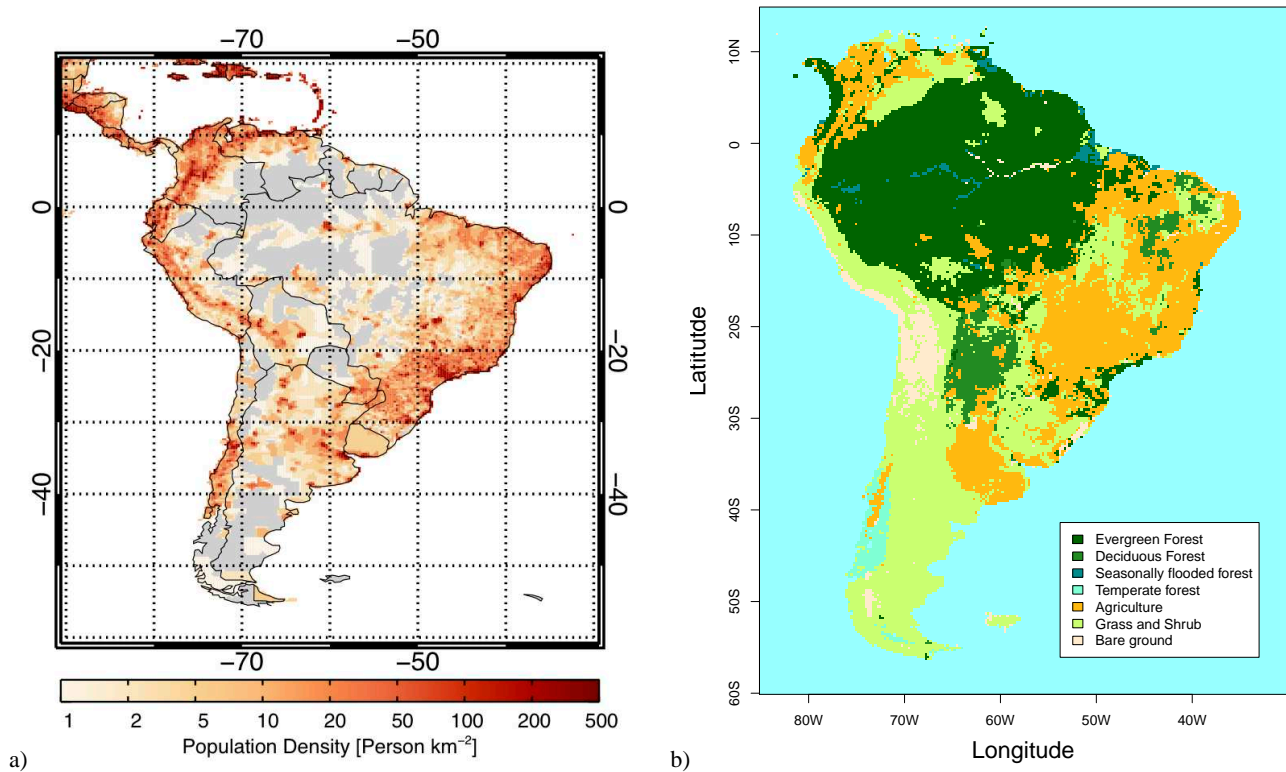 −70 −50
0 0
−20 −20
−40 −40
−70 −50
1 2 5 10 20 50 100 200 500
Population Density [Person km−2]
a)
10N
0
10S
20S
30S
40S
50S
60S
Latitutde
Evergreen Forest
Deciduous Forest
Seasonally flooded forest
Temperate forest
Agriculture
Grass and Shrub
Bare ground
80W 70W 60W 50W 40W
Longitude
b)